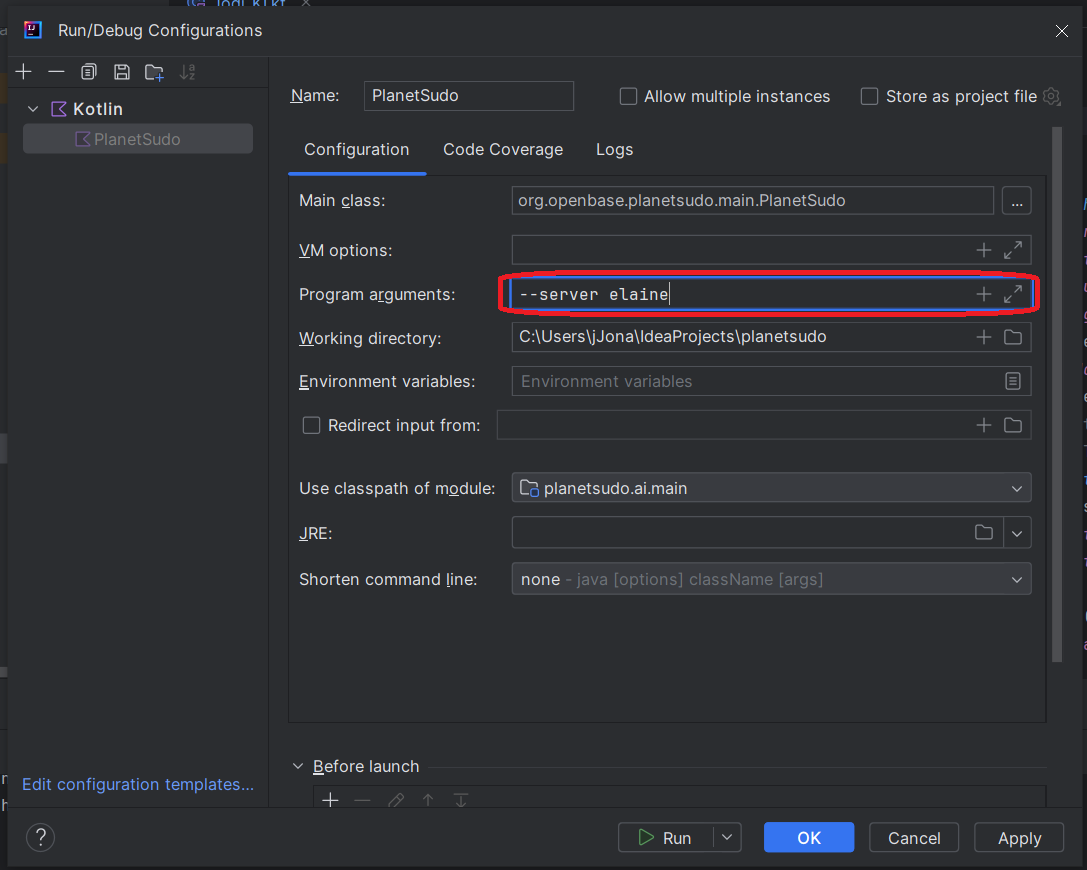 Run/Debug Configurations
Kotlin
PlanetSudo
Name: PlanetSudo Allow multiple instances Store as project file
Configuration Code Coverage Logs
Main class: org.openbase.planetsudo.main.PlanetSudo ...
VM options:
Program arguments: --server elaine
Working directory: C:\Users\jJona\IdeaProjects\planetsudo
Environment variables: Environment variables
Redirect input from:
Use classpath of module: planetsudo.ai.main
JRE:
Shorten command line: none - java [options] className [args]
Before launch
Edit configuration templates...
? Run OK Cancel Apply